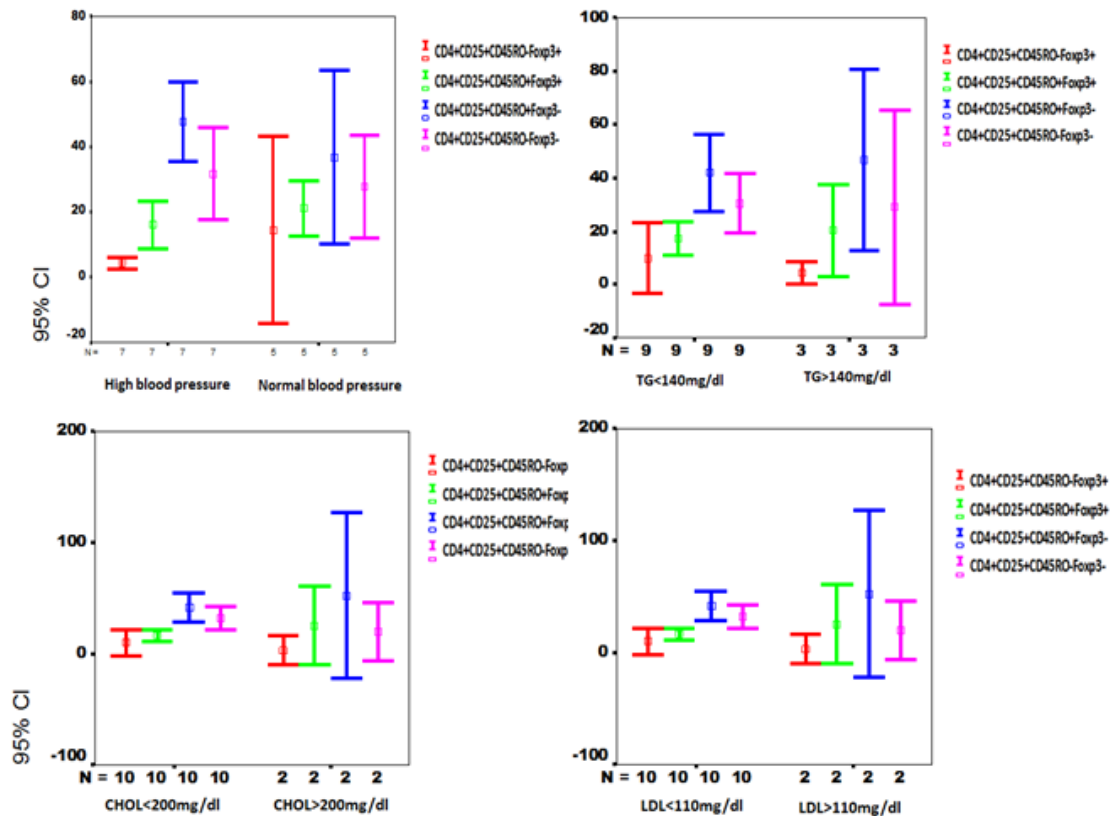 80
60
40
20
0
-20
95% CI
N = 7 7 7 7 5 5 5 5
High blood pressure Normal blood pressure
CD4+CD25+CD45RO-Foxp3+
CD4+CD25+CD45RO+Foxp3+
CD4+CD25+CD45RO+Foxp3-
CD4+CD25+CD45RO-Foxp3-
100
80
60
40
20
0
-20
N = 9 9 9 9 3 3 3 3
TG<140mg/dl TG>140mg/dl
CD4+CD25+CD45RO-Foxp3+
CD4+CD25+CD45RO+Foxp3+
CD4+CD25+CD45RO+Foxp3-
CD4+CD25+CD45RO-Foxp3-
200
100
0
-100
95% CI
N = 10 10 10 10 2 2 2 2
CHOL<200mg/dl CHOL>200mg/dl
CD4+CD25+CD45RO-Foxp
CD4+CD25+CD45RO+Foxp
CD4+CD25+CD45RO+Foxp
CD4+CD25+CD45RO-Foxp
200
100
0
-100
N = 10 10 10 10 2 2 2 2
LDL<110mg/dl LDL>110mg/dl
CD4+CD25+CD45RO-Foxp3+
CD4+CD25+CD45RO+Foxp3+
CD4+CD25+CD45RO+Foxp3-
CD4+CD25+CD45RO-Foxp3-